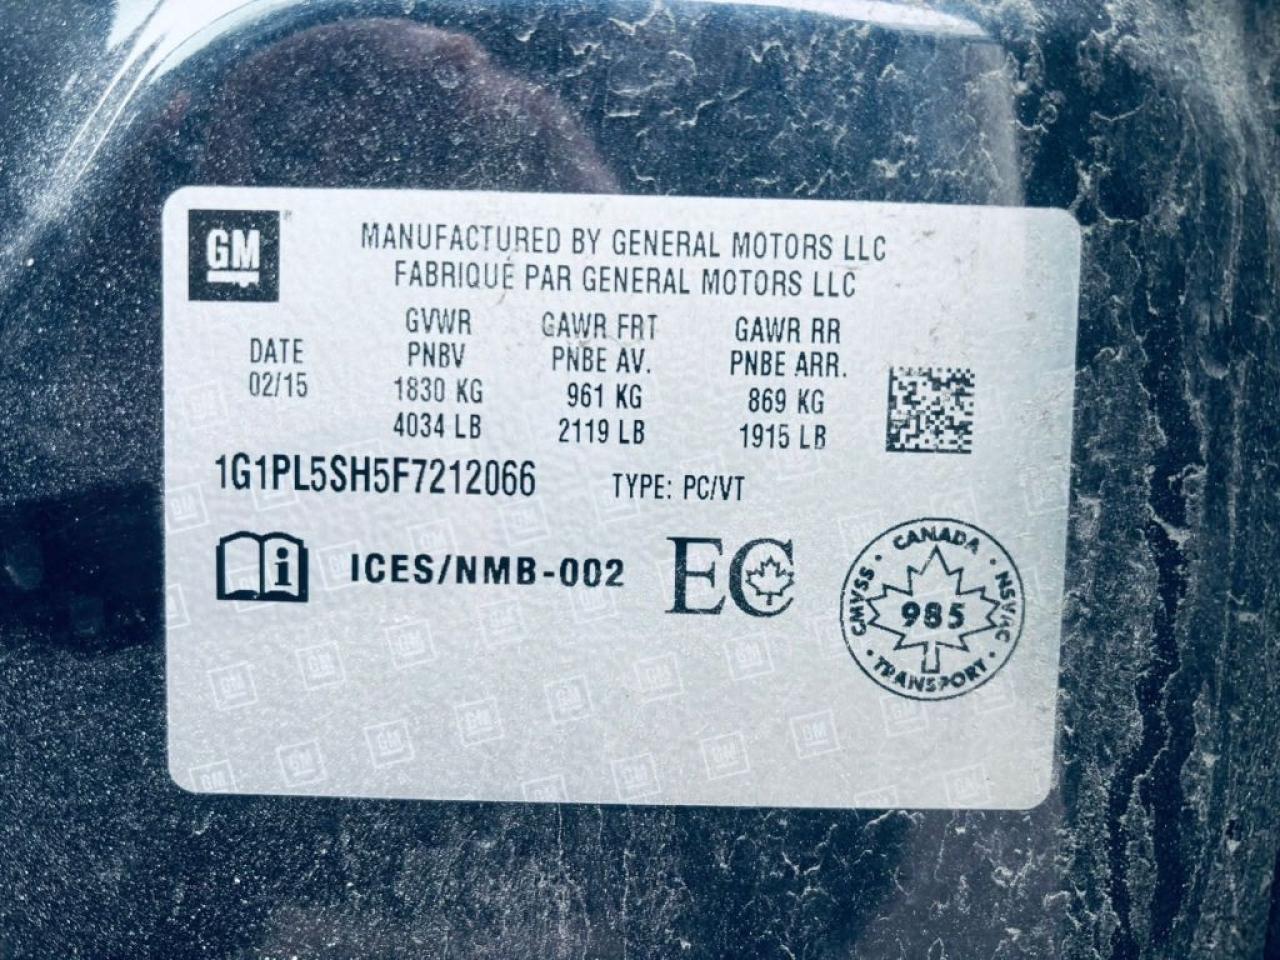 GM
MANUFACTURED BY GENERAL MOTORS LLC
FABRIQUÉ PAR GENERAL MOTORS LLC
DATE
02/15
GVWR
PNBV
1830 KG
4034 LB
GAWR FRT
PNBE AV.
961 KG
2119 LB
GAWR RR
PNBE ARR.
869 KG
1915 LB
1G1PL5SH5F7212066 TYPE: PC/VT
i ICES/NMB-002 EC
CANADA
CMVSS 985 NSVAC
TRANSPORT